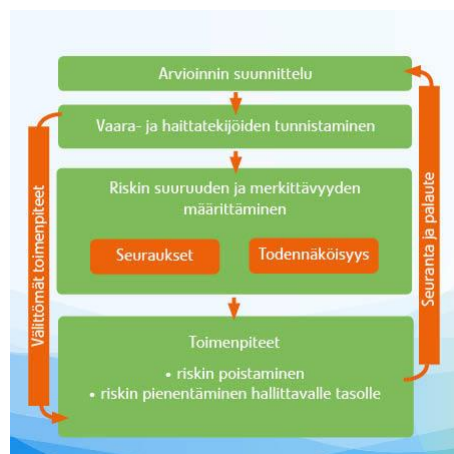 Arvioinnin suunnittelu
Vaara- ja haittatekijöiden tunnistaminen
Riskin suuruuden ja merkittävyyden
määrittäminen
Seuraukset
Todennäköisyys
Toimenpiteet
• riskin poistaminen
• riskin pienentäminen hallittavalle tasolle
Välittömät toimenpiteet
Seuranta ja palaute